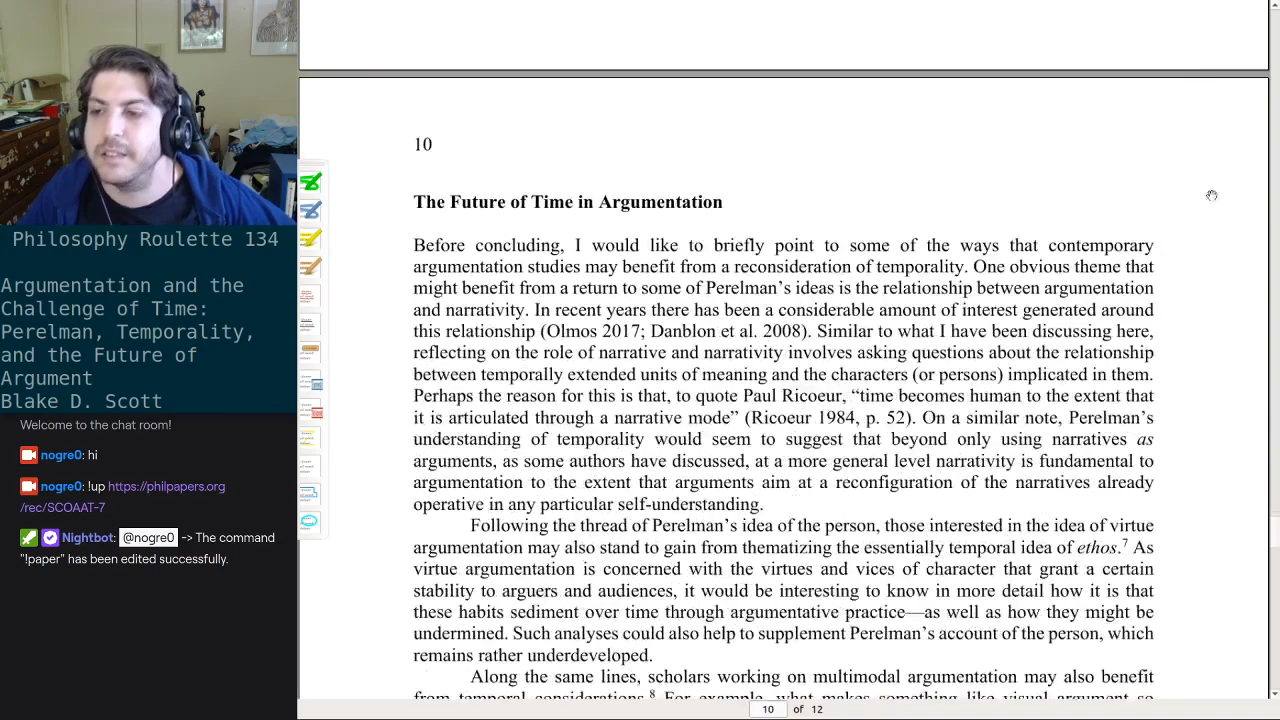 Philosophy Roulette 134
Argumentation and the
Challenge of Time:
Perelman, Temporality,
and the Future of
Argument
Blake D. Scott
Welcome to the chat room!
nogre0: hi
nogre0: !up https://philpapers.org
/rec/SCOAAT-7
Nightbot: @nogre0 -> The command
"!paper" has been edited successfully.
10
The Future of Time in Argumentation
Before concluding, I would like to briefly point to some of the ways that contemporary
argumentation studies may benefit from a reconsideration of temporality. One obvious theme that
might benefit from a return to some of Perelman's ideas is the relationship between argumentation
and narrativity. In recent years there has been a considerable amount of interest generated around
this relationship (Olmos 2017; 2008). Similar to what I have been discussing here,
reflecting on the role of narrative and narrativity involves asking questions about the relationship
between temporally extended units of meaning and the characters (or persons) implicated in them.
Perhaps the reason for this is that, to quote Paul Ricoeur, "time becomes human to the extent that
it is articulated through a narrative mode" (Ricoeur p. 52). On a similar note, Perelman's
understanding of temporality would seem to suggest that beyond only using narratives as
arguments, as some authors have discussed, at a more general level narrative is fundamental to
argumentation to the extent that arguments aim at a reconfiguration of the narratives already
operative in any particular self-understanding.
Following the thread of Perelman's idea of the person, those interested in the idea of virtue
argumentation may also stand to gain from thematizing the essentially temporal idea of ethos.7 As
virtue argumentation is concerned with the virtues and vices of character that grant a certain
stability to arguers and audiences, it would be interesting to know in more detail how it is that
these habits sediment over time through argumentative practice—as well as how they might be
undermined. Such analyses could also help to supplement Perelman's account of the person, which
remains rather underdeveloped.
Along the same lines, scholars working on multimodal argumentation may also benefit
from temporal considerations.8 For example, what makes something like visual argument so
10 of 12